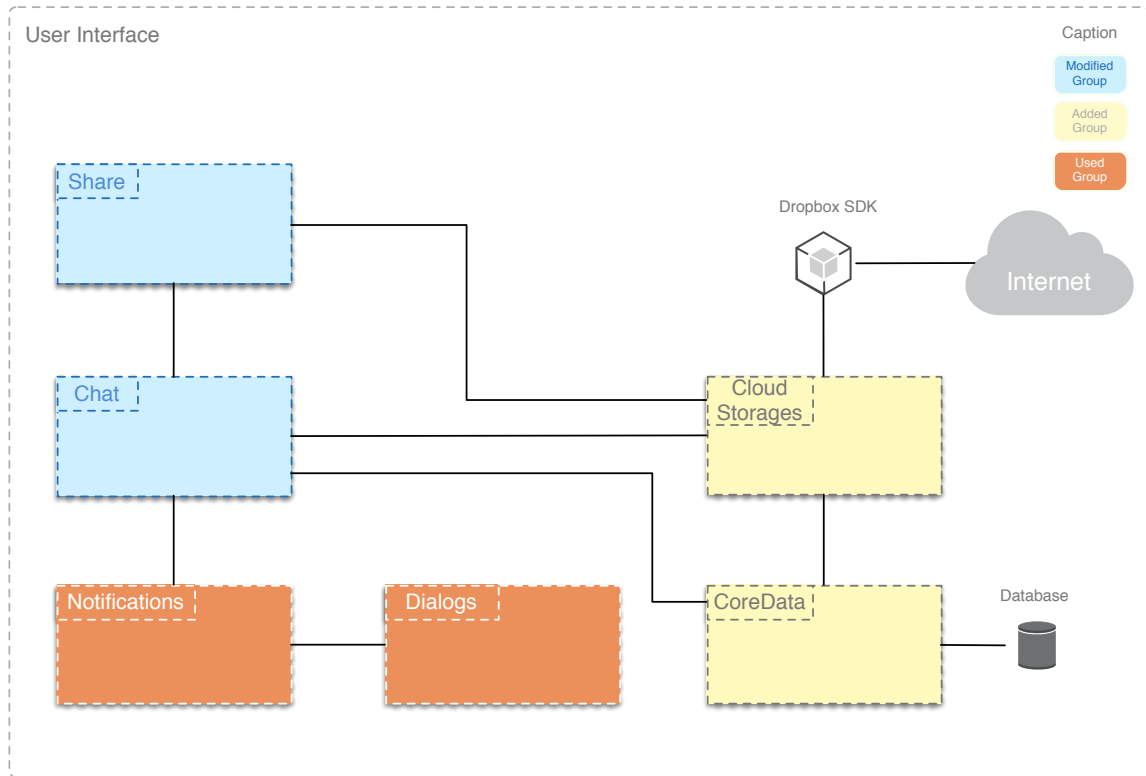 User Interface
Caption
Modified
Group
Added
Group
Used
Group
Share
Dropbox SDK
Internet
Chat
Cloud
Storages
Notifications
Dialogs
CoreData
Database